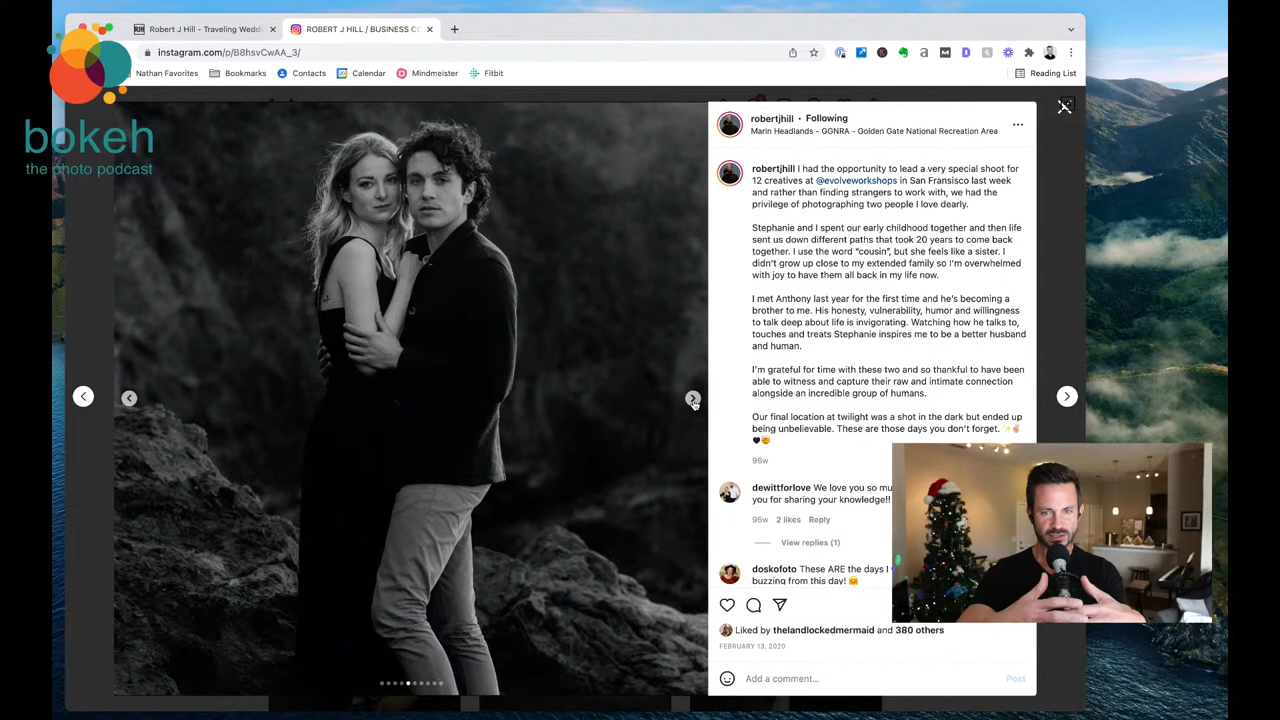 Robert J Hill - Traveling Wedd
ROBERT J HILL / BUSINESS CO
instagram.com/p/B8hsvCwAA_3/
Nathan Favorites
Bookmarks
Contacts
Calendar
Mindmeister
Fitbit
Reading List
bokeh
the photo podcast
robertjhill • Following
Marin Headlands - GGNRA - Golden Gate National Recreation Area
robertjhill I had the opportunity to lead a very special shoot for
12 creatives at @evolveworkshops in San Fransisco last week
and rather than finding strangers to work with, we had the
privilege of photographing two people I love dearly.
Stephanie and I spent our early childhood together and then life
sent us down different paths that took 20 years to come back
together. I use the word “cousin”, but she feels like a sister. I
didn’t grow up close to my extended family so I’m overwhelmed
with joy to have them all back in my life now.
I met Anthony last year for the first time and he’s becoming a
brother to me. His honesty, vulnerability, humor and willingness
to talk deep about life is invigorating. Watching how he talks to,
touches and treats Stephanie inspires me to be a better husband
and human.
I’m grateful for time with these two and so thankful to have been
able to witness and capture their raw and intimate connection
alongside an incredible group of humans.
Our final location at twilight was a shot in the dark but ended up
being unbelievable. These are those days you don’t forget. ✨✌🏼
🖤🤯
96w
dewittforlove We love you so mu
you for sharing your knowledge!!
96w 2 likes Reply
View replies (1)
doskofoto These ARE the days I
buzzing from this day! 🤗
Liked by thelandlockedmermaid and 380 others
FEBRUARY 13, 2020
Add a comment...
Post